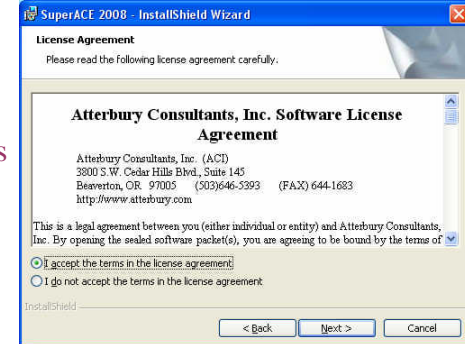 SuperACE 2008 - InstallShield Wizard
License Agreement
Please read the following license agreement carefully.
Atterbury Consultants, Inc. Software License
Agreement
Atterbury Consultants, Inc. (ACI)
3800 S.W. Cedar Hills Blvd., Suite 145
Beaverton, OR 97005 (503)646-5393 (FAX) 644-1683
http://www.atterbury.com
This is a legal agreement between you (either individual or entity) and Atterbury Consultants,
Inc. By opening the sealed software packet(s), you are agreeing to be bound by the terms of
I accept the terms in the license agreement
I do not accept the terms in the license agreement
InstallShield
< Back Next > Cancel